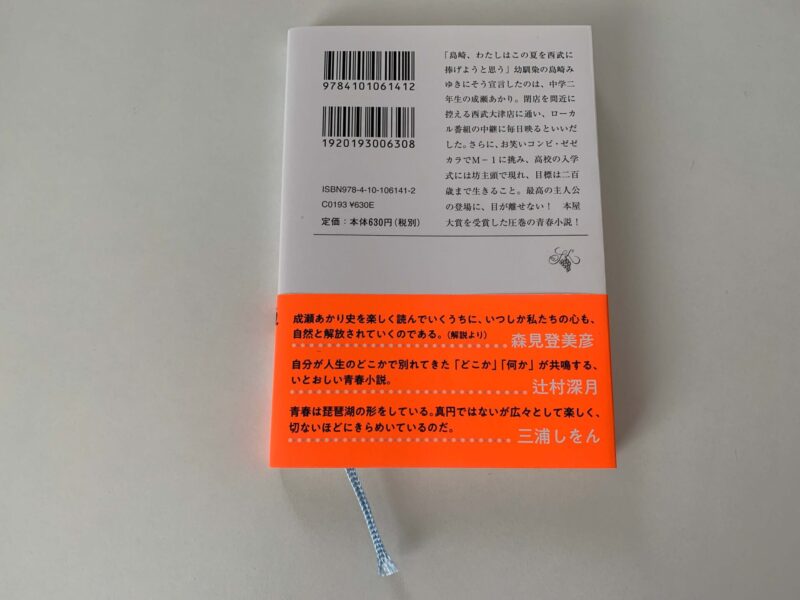 9784101061412
1920193006308
ISBN978-4-10-106141-2
C0193 ¥630E
定価:本体630円(税別)
「島崎、わたしはこの夏を西武に
捧げようと思う」幼馴染の島崎み
ゆきにそう宣言したのは、中学二
年生の成瀬あかり。閉店を間近に
控える西武大津店に通い、ローカ
ル番組の中継に毎日映るといいだ
した。さらに、お笑いコンビ・ゼゼ
カラでM-1に挑み、高校の入学
式には坊主頭で現れ、目標は二百
歳まで生きること。最高の主人公
の登場に、目が離せない! 本屋
大賞を受賞した圧巻の青春小説!
成瀬あかり史を楽しく読んでいくうちに、いつしか私たちの心も、
自然と解放されていくのである。(解説より)
森見登美彦
自分が人生のどこかで別れてきた「どこか」「何か」が共鳴する、
いとおしい青春小説。
辻村深月
青春は琵琶湖の形をしている。真円ではないが広々として楽しく、
切ないほどにきらめいているのだ。
三浦しをん